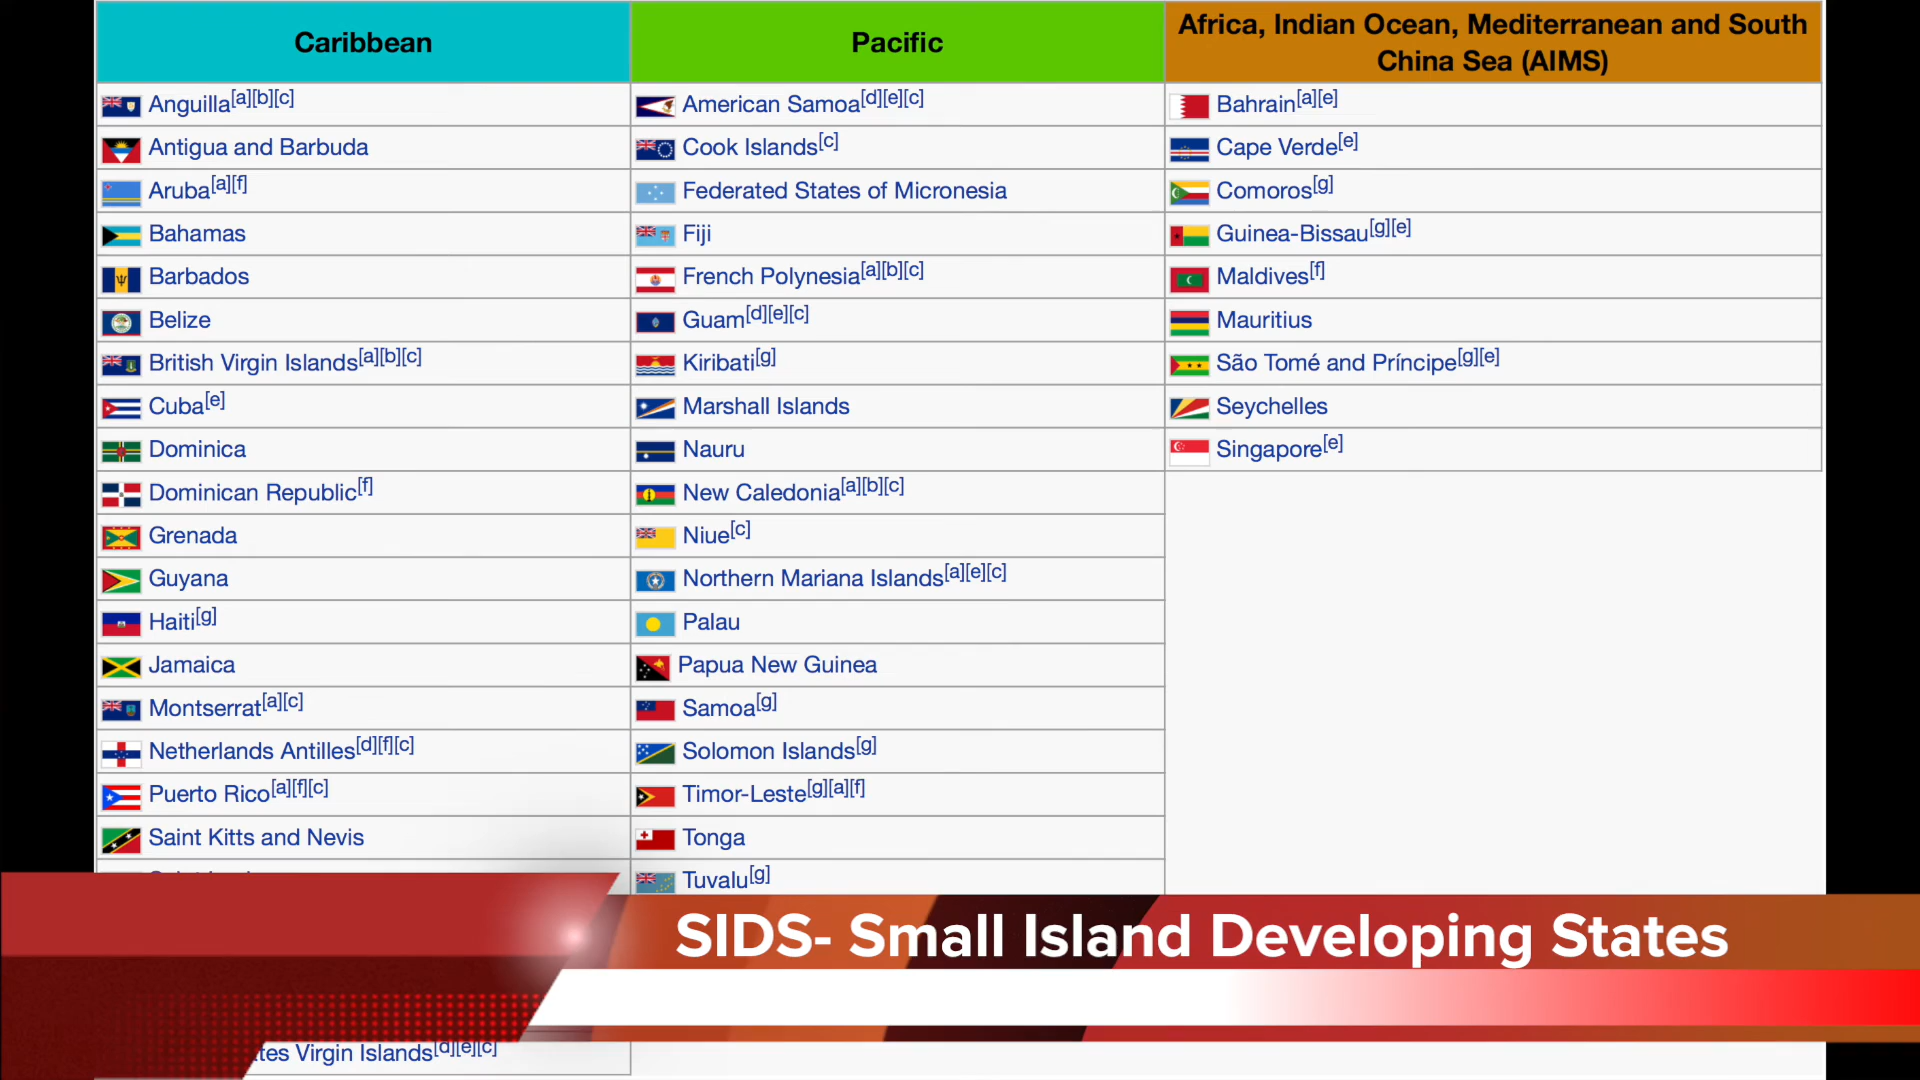 Caribbean
Pacific
Africa, Indian Ocean, Mediterranean and South
China Sea (AIMS)
Anguilla[a][b][c]
American Samoa[d][e][c]
Bahrain[a][e]
Antigua and Barbuda
Cook Islands[c]
Cape Verde[e]
Aruba[a][f]
Federated States of Micronesia
Comoros[g]
Bahamas
Fiji
Guinea-Bissau[g][e]
Barbados
French Polynesia[a][b][c]
Maldives[f]
Belize
Guam[d][e][c]
Mauritius
British Virgin Islands[a][b][c]
Kiribati[g]
São Tomé and Príncipe[g][e]
Cuba[e]
Marshall Islands
Seychelles
Dominica
Nauru
Singapore[e]
Dominican Republic[f]
New Caledonia[a][b][c]
Grenada
Niue[c]
Guyana
Northern Mariana Islands[a][e][c]
Haiti[g]
Palau
Jamaica
Papua New Guinea
Montserrat[a][c]
Samoa[g]
Netherlands Antilles[d][f][c]
Solomon Islands[g]
Puerto Rico[a][f][c]
Timor-Leste[g][a][f]
Saint Kitts and Nevis
Tonga
Tuvalu[g]
SIDS- Small Island Developing States
tes Virgin Islands[d][e][c]